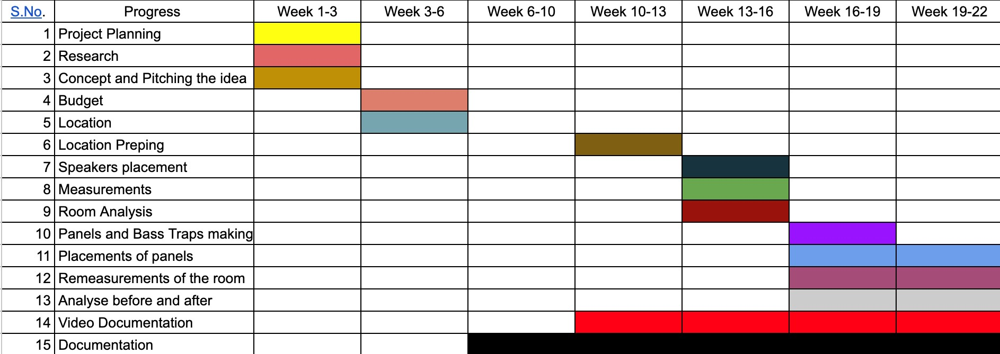 S.No. Progress Week 1-3 Week 3-6 Week 6-10 Week 10-13 Week 13-16 Week 16-19 Week 19-22
1 Project Planning
2 Research
3 Concept and Pitching the idea
4 Budget
5 Location
6 Location Preping
7 Speakers placement
8 Measurements
9 Room Analysis
10 Panels and Bass Traps making
11 Placements of panels
12 Remeasurements of the room
13 Analyse before and after
14 Video Documentation
15 Documentation